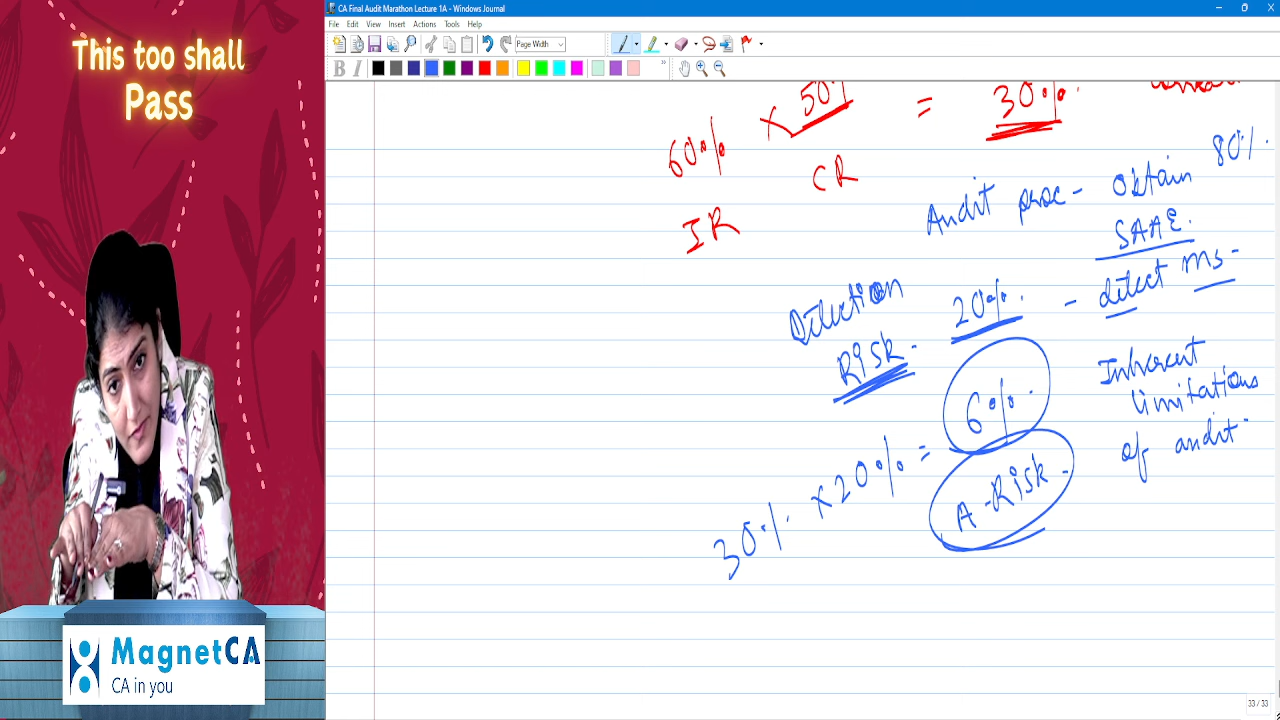 This too shall
Pass
MagnetCA
CA in you
CA Final Audit Marathon Lecture 1A - Windows Journal
File Edit View Insert Actions Tools Help
Page Width
B I
60% × 50% = 30%.
IR
CR
Audit proc - Obtain 80%.
SAAE.
Detection
Risk. 20%. - detect ms -
Inherent
limitations
of audit.
30% × 20% = 6%.
A-Risk.
33 / 33